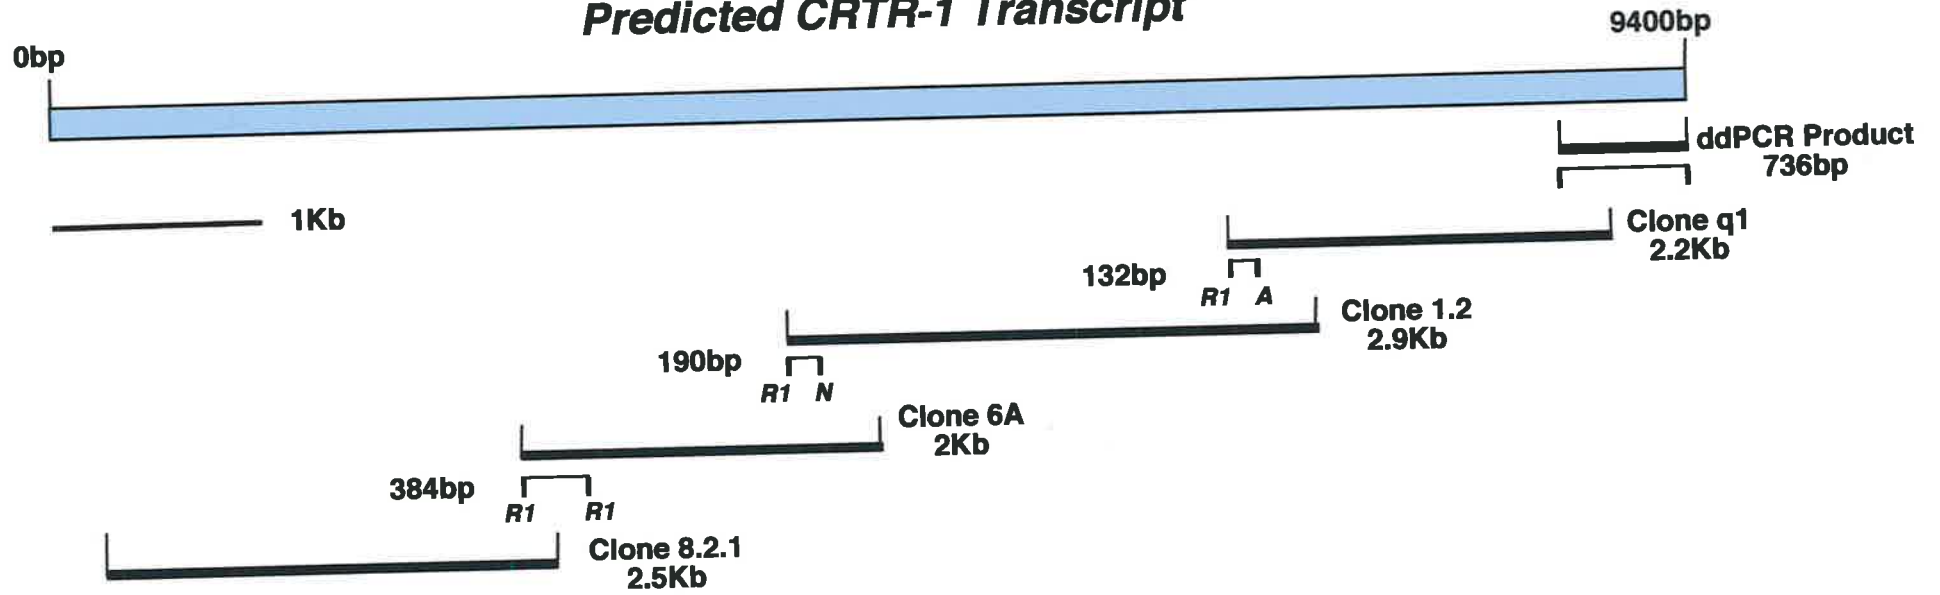 Predicted CRTR-1 Transcript
0bp
9400bp
ddPCR Product
736bp
1Kb
Clone q1
2.2Kb
132bp
R1 A
Clone 1.2
2.9Kb
190bp
R1 N
Clone 6A
2Kb
384bp
R1 R1
Clone 8.2.1
2.5Kb